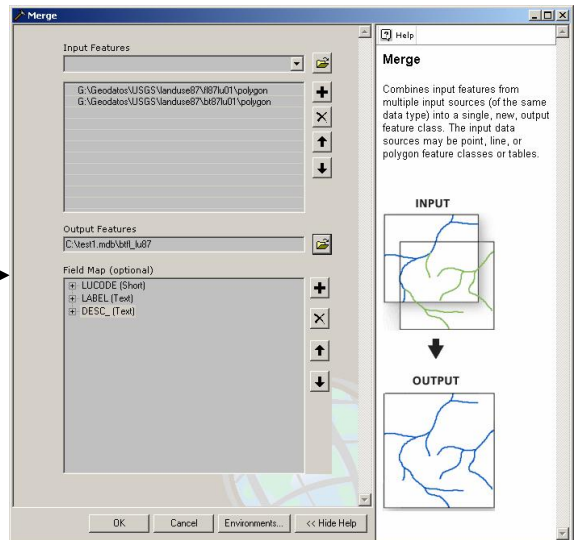 Merge
Input Features
G:\Geodatos\USGS\landuse87\fl87lu01\polygon
G:\Geodatos\USGS\landuse87\bt87lu01\polygon
Output Features
C:\test1.mdb\btfl_lu87
Field Map (optional)
LUCODE (Short)
LABEL (Text)
DESC_ (Text)
OK
Cancel
Environments...
<< Hide Help
Help
Merge
Combines input features from
multiple input sources (of the same
data type) into a single, new, output
feature class. The input data
sources may be point, line, or
polygon feature classes or tables.
INPUT
OUTPUT